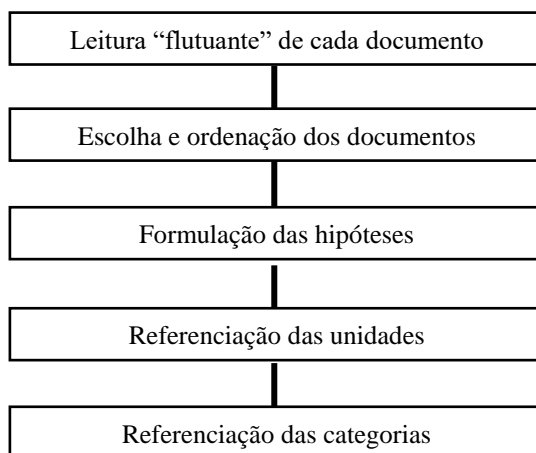 Leitura “flutuante” de cada documento
Escolha e ordenação dos documentos
Formulação das hipóteses
Referenciação das unidades
Referenciação das categorias